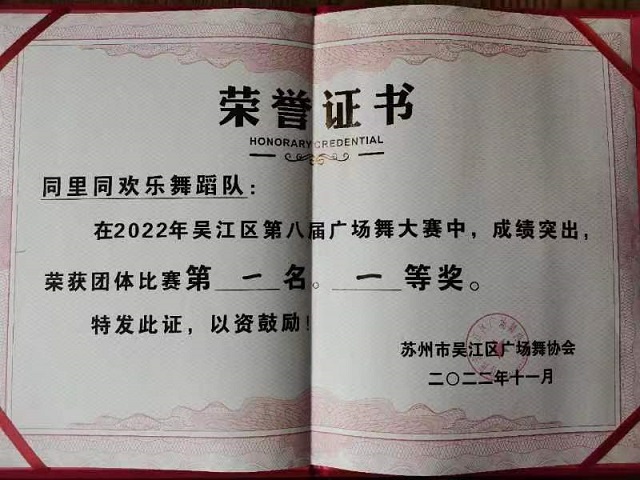 荣誉证书
HONORARY CREDENTIAL
同里同欢乐舞蹈队：
在2022年吴江区第八届广场舞大赛中，成绩突出，
荣获团体比赛第一名。一等奖。
特发此证，以资鼓励！
苏州市吴江区广场舞协会
二〇二二年十一月